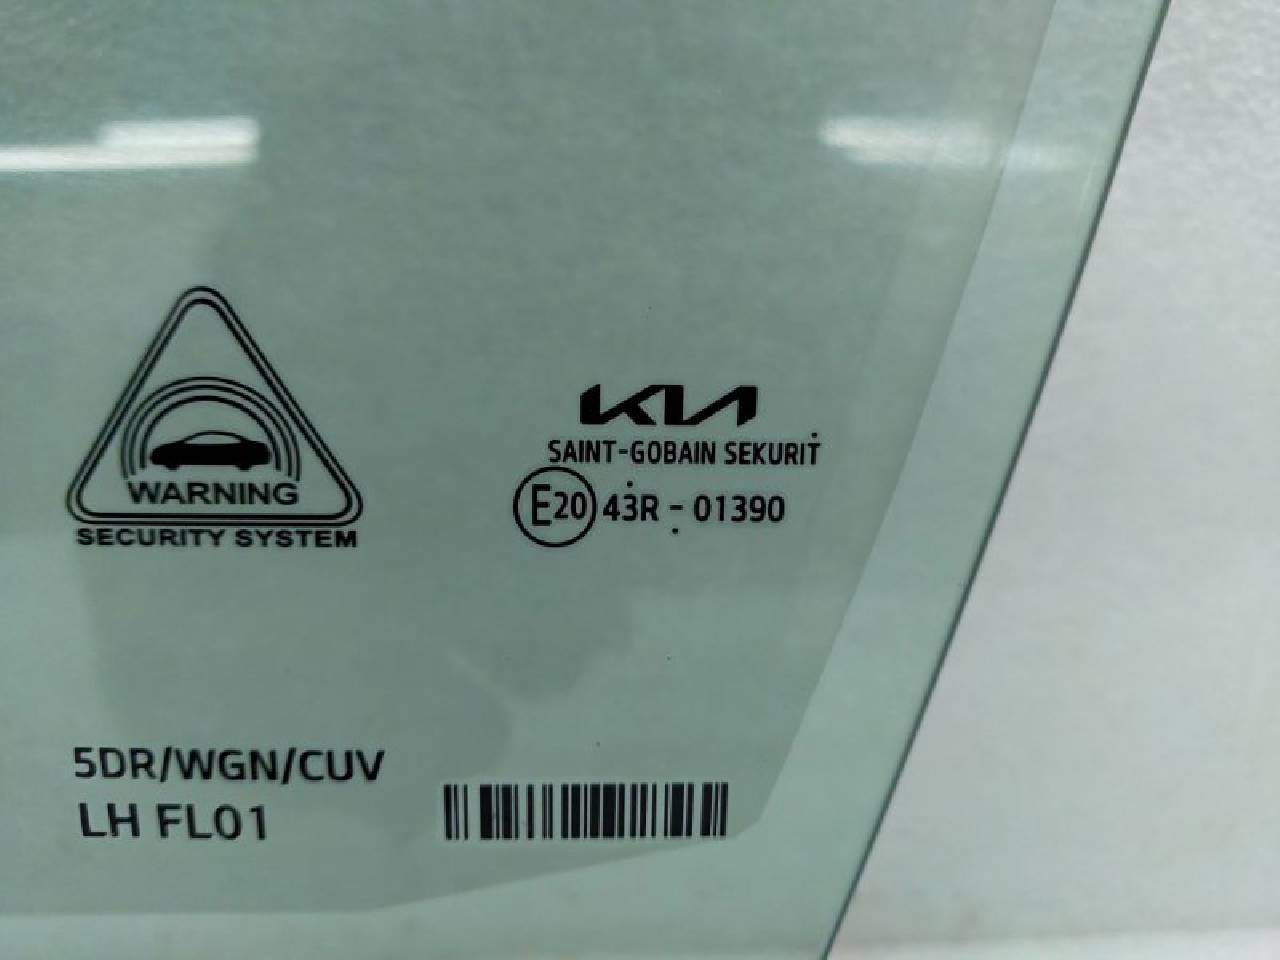 WARNING
SECURITY SYSTEM
KIA
SAINT-GOBAIN SEKURIT
E20 43R - 01390
5DR/WGN/CUV
LH FL01